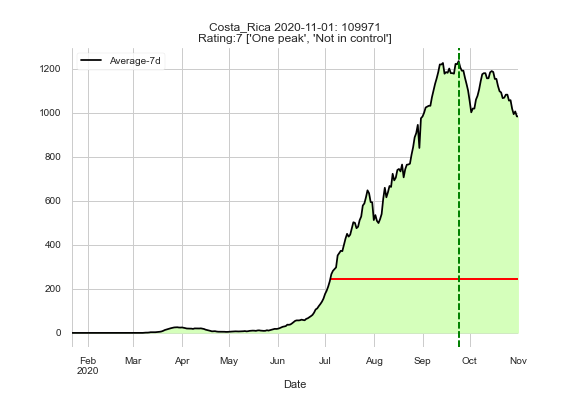 Costa_Rica 2020-11-01: 109971
Rating:7 ['One peak', 'Not in control']
Average-7d
1200
1000
800
600
400
200
0
Feb Mar Apr May Jun Jul Aug Sep Oct Nov
2020
Date